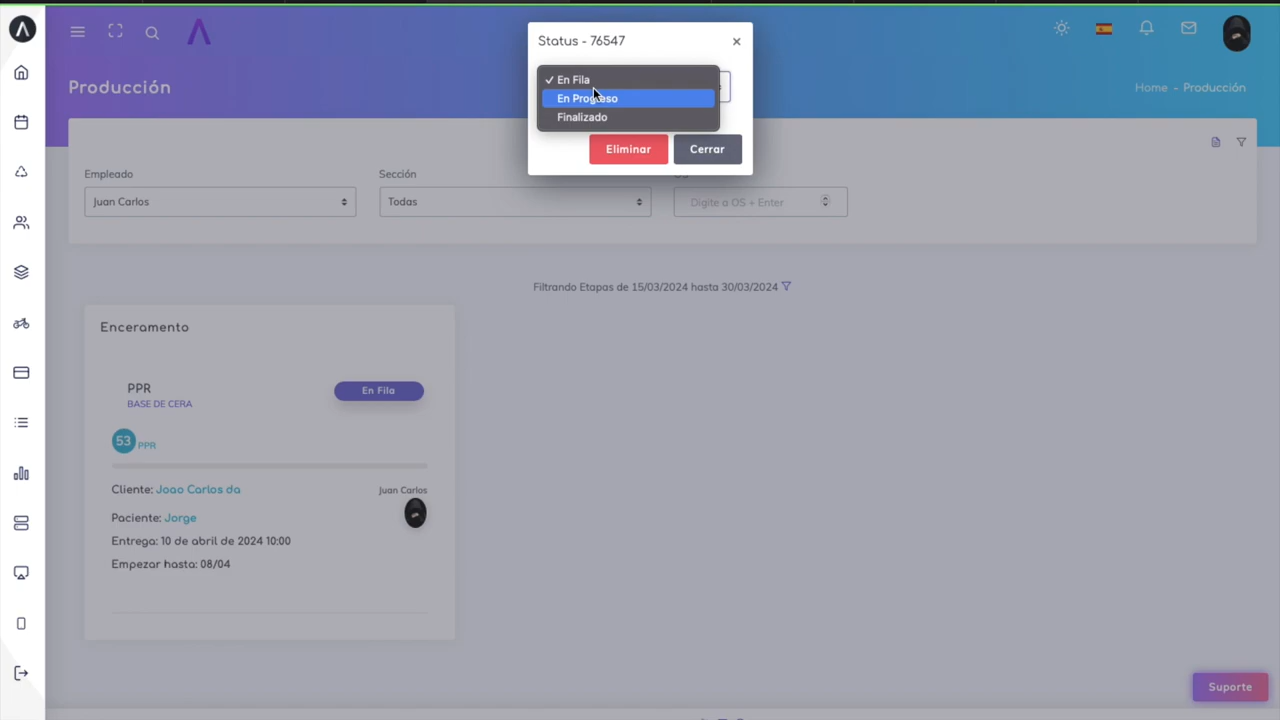 Status - 76547
×
✓ En Fila
En Progreso
Finalizado
Eliminar
Cerrar
Producción
Home - Producción
Empleado
Sección
Juan Carlos
Todas
Digite a OS + Enter
Filtrando Etapas de 15/03/2024 hasta 30/03/2024
Enceramento
PPR
En Fila
BASE DE CERA
53 PPR
Cliente: Joao Carlos da
Juan Carlos
Paciente: Jorge
Entrega: 10 de abril de 2024 10:00
Empezar hasta: 08/04
Suporte